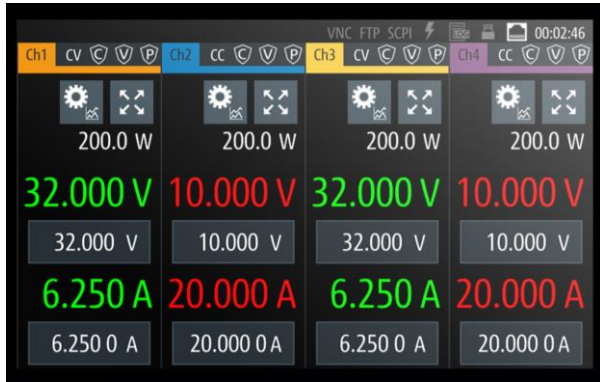 VNC FTP SCPI LOG 00:02:46
Ch1 CV C V P Ch2 CC C V P Ch3 CV C V P Ch4 CC C V P
200.0 W 200.0 W 200.0 W 200.0 W
32.000 V 10.000 V 32.000 V 10.000 V
32.000 V 10.000 V 32.000 V 10.000 V
6.250 A 20.000 A 6.250 A 20.000 A
6.250 0 A 20.000 0 A 6.250 0 A 20.000 0 A